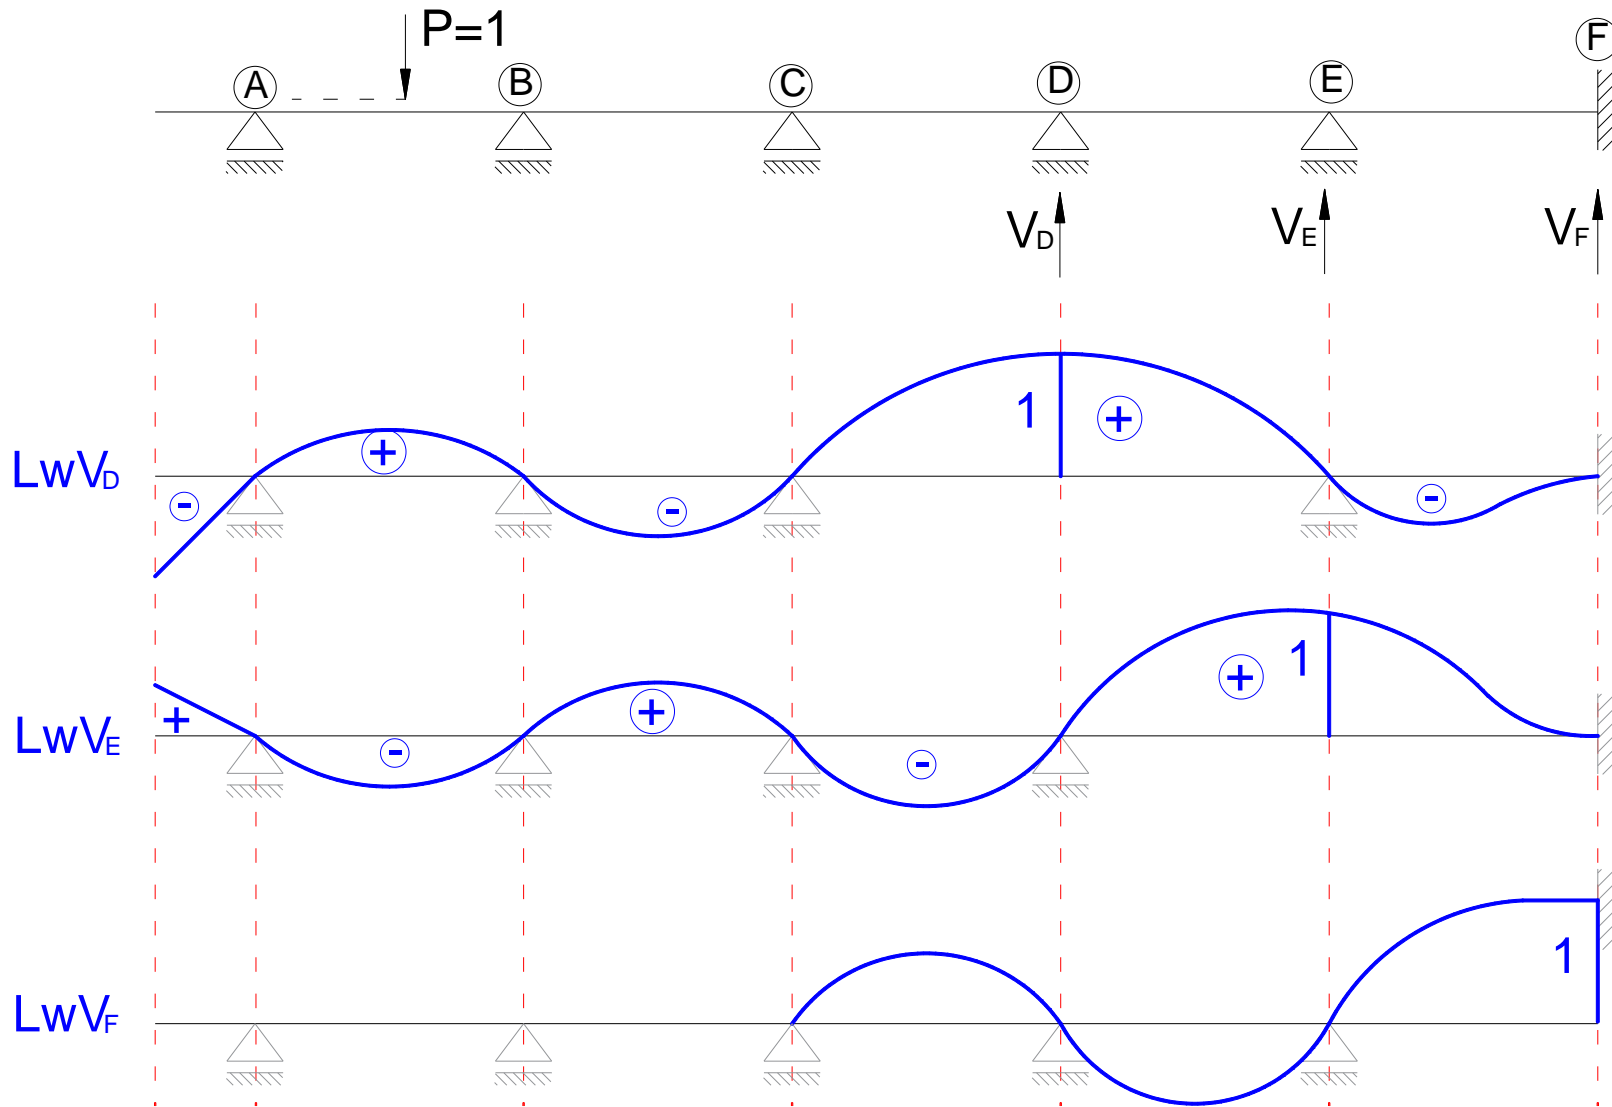 P=1
A B C D E F
VD VE VF
1 +
LwVD
- + - -
1 +
+
LwVE
- + -
1
LwVF